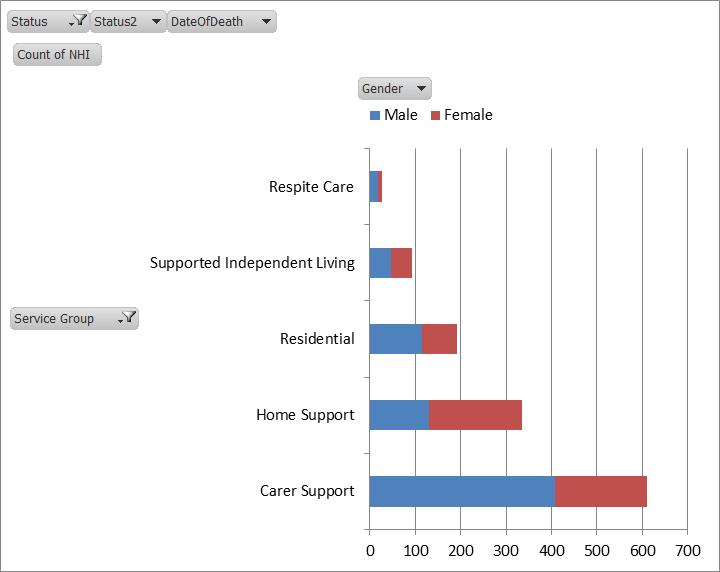 Status Status2 DateOfDeath
Count of NHI
Gender
Male Female
Respite Care
Supported Independent Living
Service Group
Residential
Home Support
Carer Support
0 100 200 300 400 500 600 700